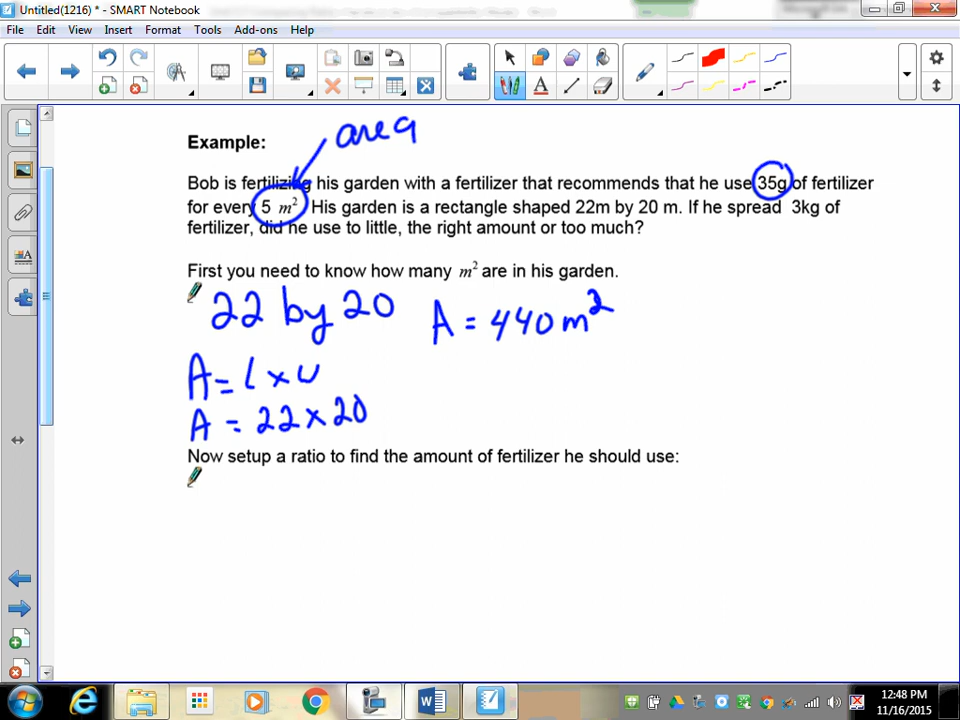 Untitled(1216) * - SMART Notebook
File Edit View Insert Format Tools Add-ons Help
Example:
area
Bob is fertilizing his garden with a fertilizer that recommends that he use 35g of fertilizer
for every 5 m² His garden is a rectangle shaped 22m by 20 m. If he spread 3kg of
fertilizer, did he use to little, the right amount or too much?
First you need to know how many m² are in his garden.
22 by 20 A = 440 m²
A = l x w
A = 22 x 20
Now setup a ratio to find the amount of fertilizer he should use:
12:48 PM
11/16/2015